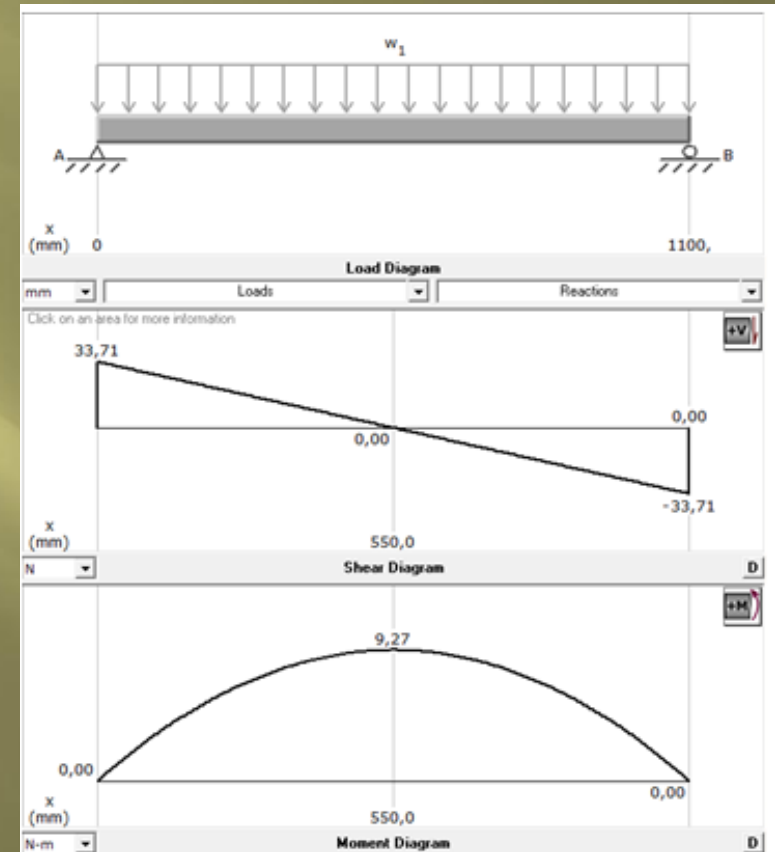 w1
A B
x
(mm) 0 1100,
Load Diagram
mm Loads Reactions
Click on an area for more information
+V
33,71
0,00
0,00
-33,71
x
(mm) 550,0
N Shear Diagram D
+M
9,27
0,00
0,00
x
(mm) 550,0
N-m Moment Diagram D